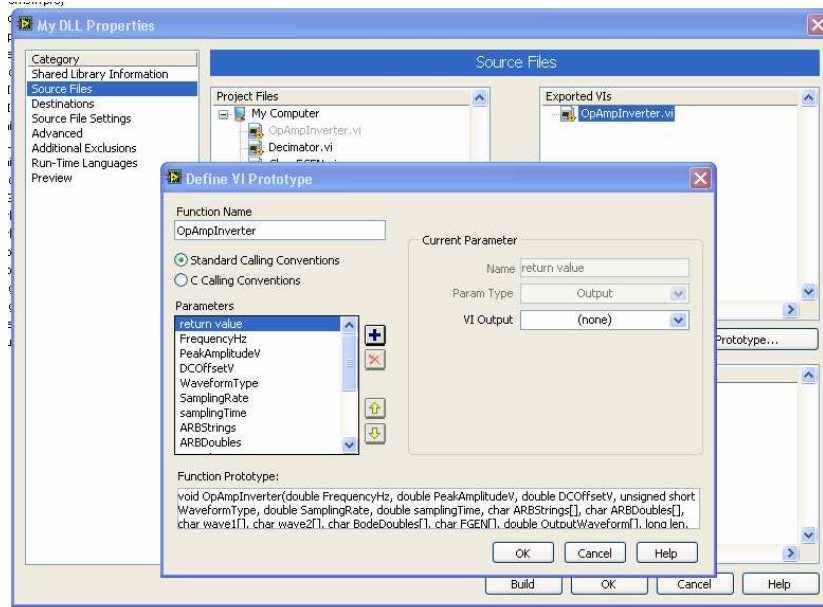 My DLL Properties
Category
Shared Library Information
Source Files
Destinations
Source File Settings
Advanced
Additional Exclusions
Run-Time Languages
Preview
Source Files
Project Files
My Computer
OpAmpInverter.vi
Decimator.vi
Exported VIs
OpAmpInverter.vi
Prototype...
Define VI Prototype
Function Name
OpAmpInverter
Standard Calling Conventions
C Calling Conventions
Parameters
return value
FrequencyHz
PeakAmplitudeV
DCOffsetV
WaveformType
SamplingRate
samplingTime
ARBStrings
ARBDoubles
Current Parameter
Name return value
Param Type Output
VI Output (none)
Function Prototype:
void OpAmpInverter(double FrequencyHz, double PeakAmplitudeV, double DCOffsetV, unsigned short
WaveformType, double SamplingRate, double samplingTime, char ARBStrings[], char ARBDoubles[],
char wave1[], char wave2[], char BodeDoubles[], char FGEN[], double OutputWaveform[], long len,
OK Cancel Help
Build OK Cancel Help